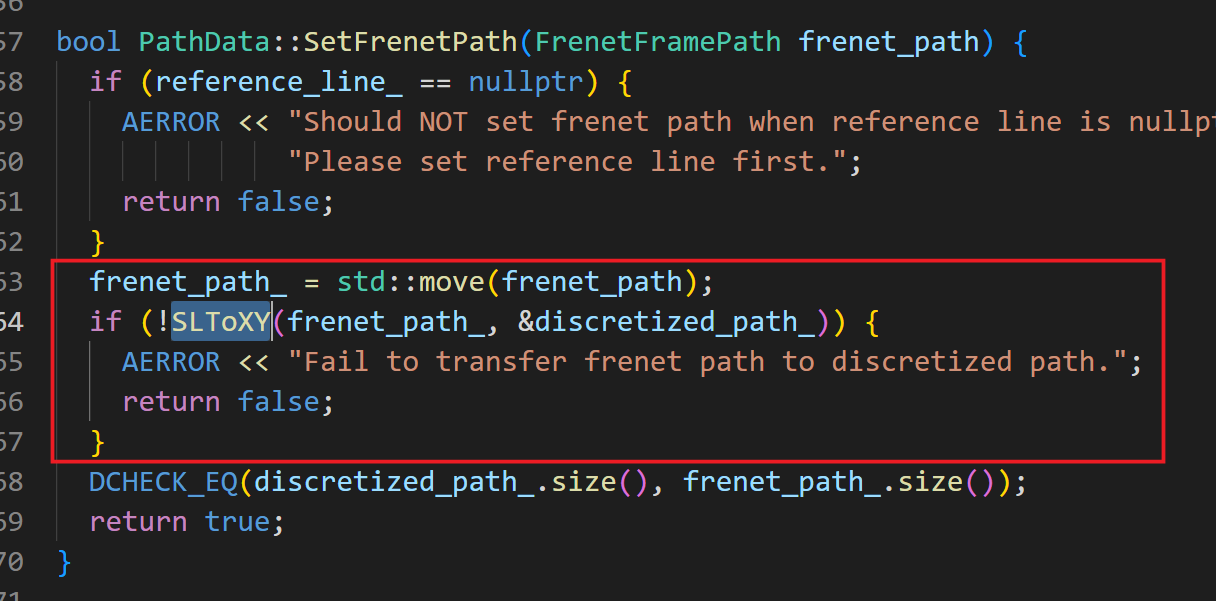 56
57 bool PathData::SetFrenetPath(FrenetFramePath frenet_path) {
58 if (reference_line_ == nullptr) {
59 AERROR << "Should NOT set frenet path when reference line is nullpt
60 "Please set reference line first.";
61 return false;
62 }
63 frenet_path_ = std::move(frenet_path);
64 if (!SLToXY(frenet_path_, &discretized_path_)) {
65 AERROR << "Fail to transfer frenet path to discretized path.";
66 return false;
67 }
68 DCHECK_EQ(discretized_path_.size(), frenet_path_.size());
69 return true;
70 }
71